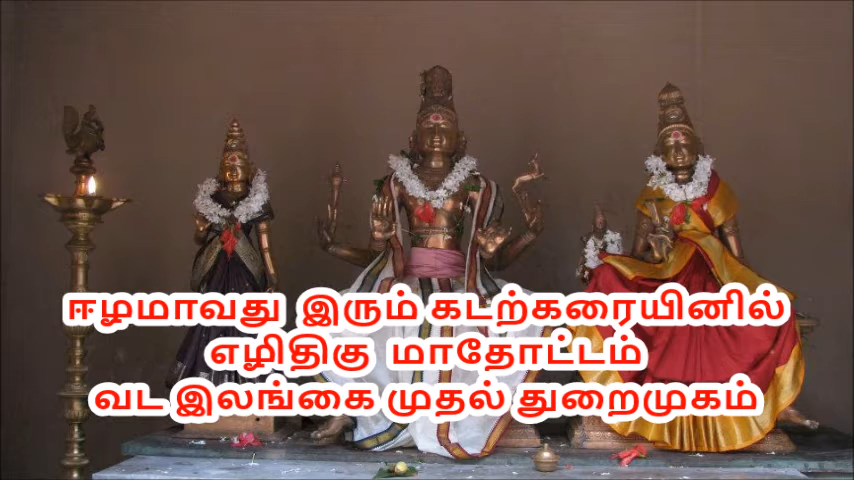 ஈழமாவது இரும் கடற்கரையினில்
எழிதிகு மாதோட்டம்
வட இலங்கை முதல் துறைமுகம்